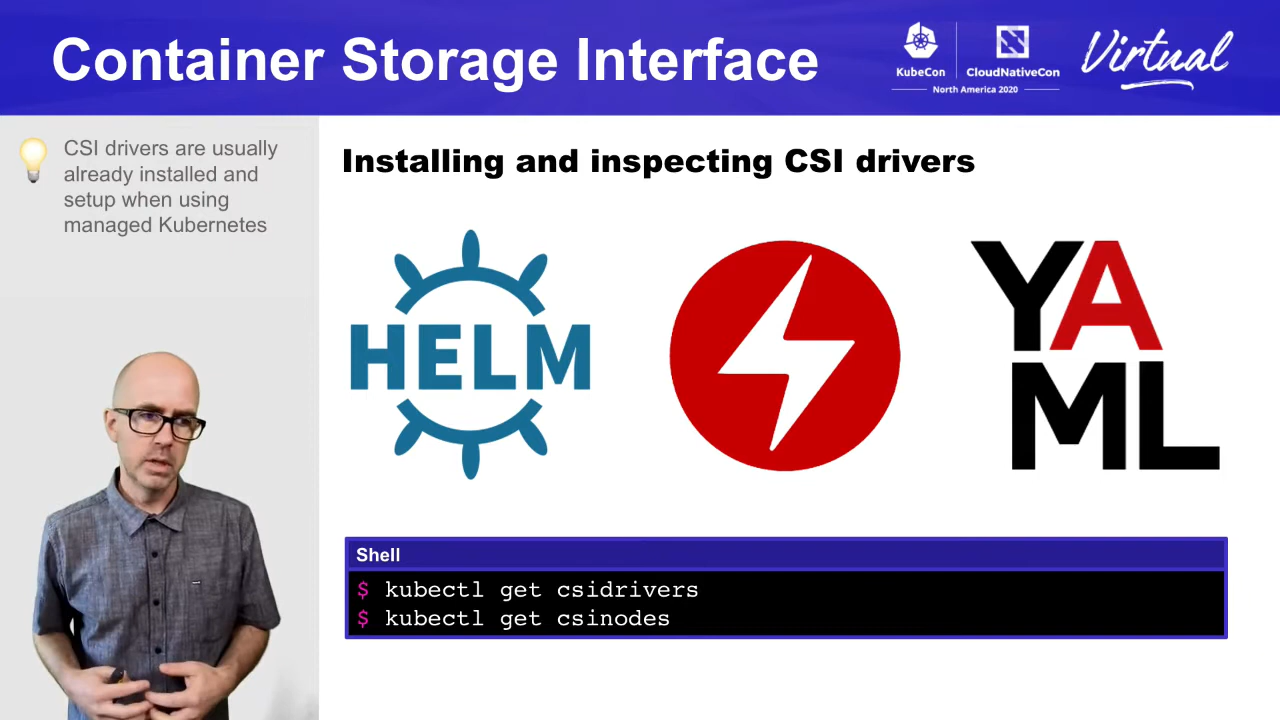 Container Storage Interface
KubeCon
CloudNativeCon
North America 2020
Virtual
CSI drivers are usually
already installed and
setup when using
managed Kubernetes
Installing and inspecting CSI drivers
HELM
YA
ML
Shell
$ kubectl get csidrivers
$ kubectl get csinodes